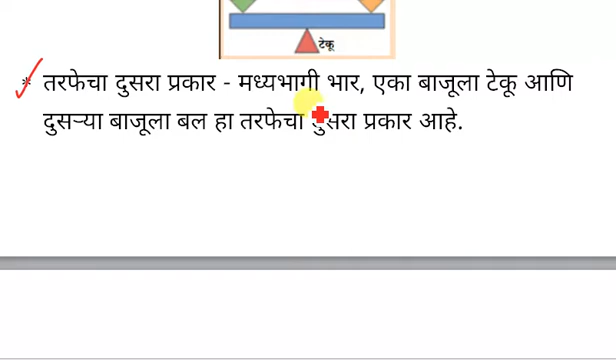 टेकू
* तरफेचा दुसरा प्रकार - मध्यभागी भार, एका बाजूला टेकू आणि
दुसऱ्या बाजूला बल हा तरफेचा दुसरा प्रकार आहे.